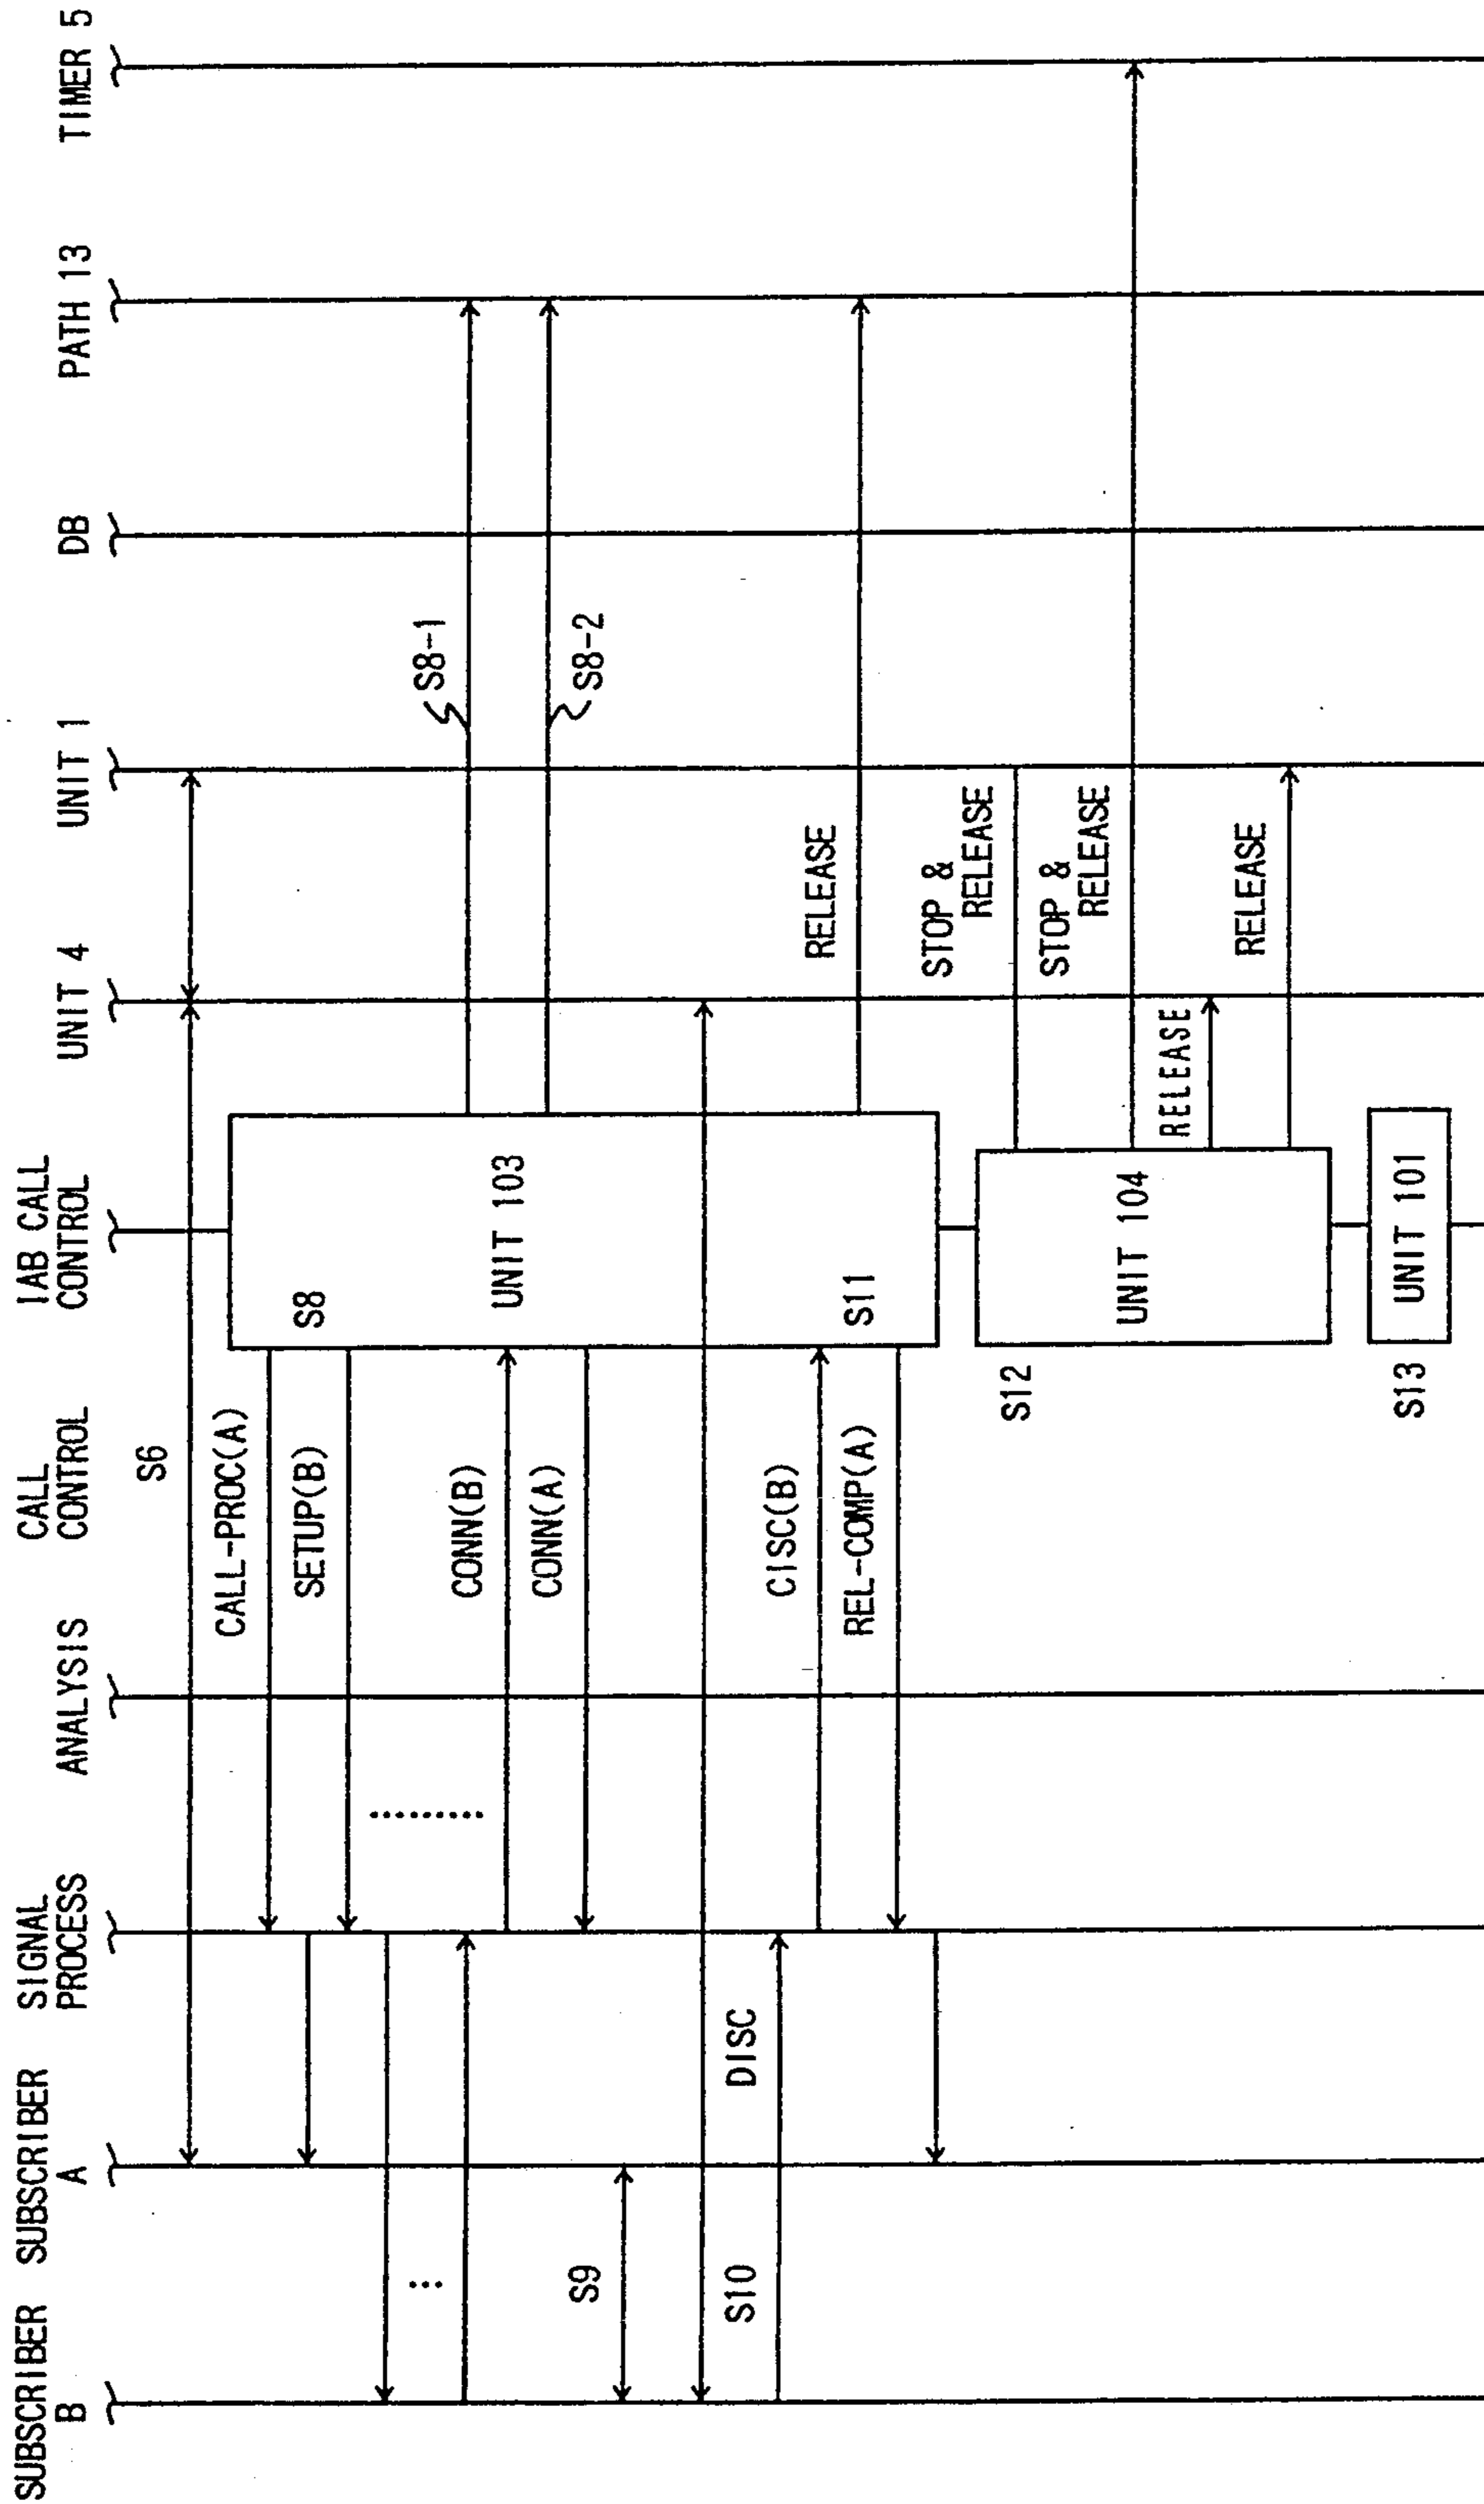 SUBSCRIBER
B
SUBSCRIBER
A
SIGNAL
PROCESS
ANALYSIS
CALL
CONTROL
IAB CALL
CONTROL
UNIT 4
UNIT 1
DB
PATH 13
TIMER 5
S6
CALL-PROC(A)
S8
SETUP(B)
S8-1
CONN(B)
UNIT 103
CONN(A)
S8-2
S9
S10
DISC
CISC(B)
RELEASE
REL-COMP(A)
S11
STOP &
RELEASE
S12
STOP &
RELEASE
UNIT 104
RELEASE
RELEASE
S13
UNIT 101